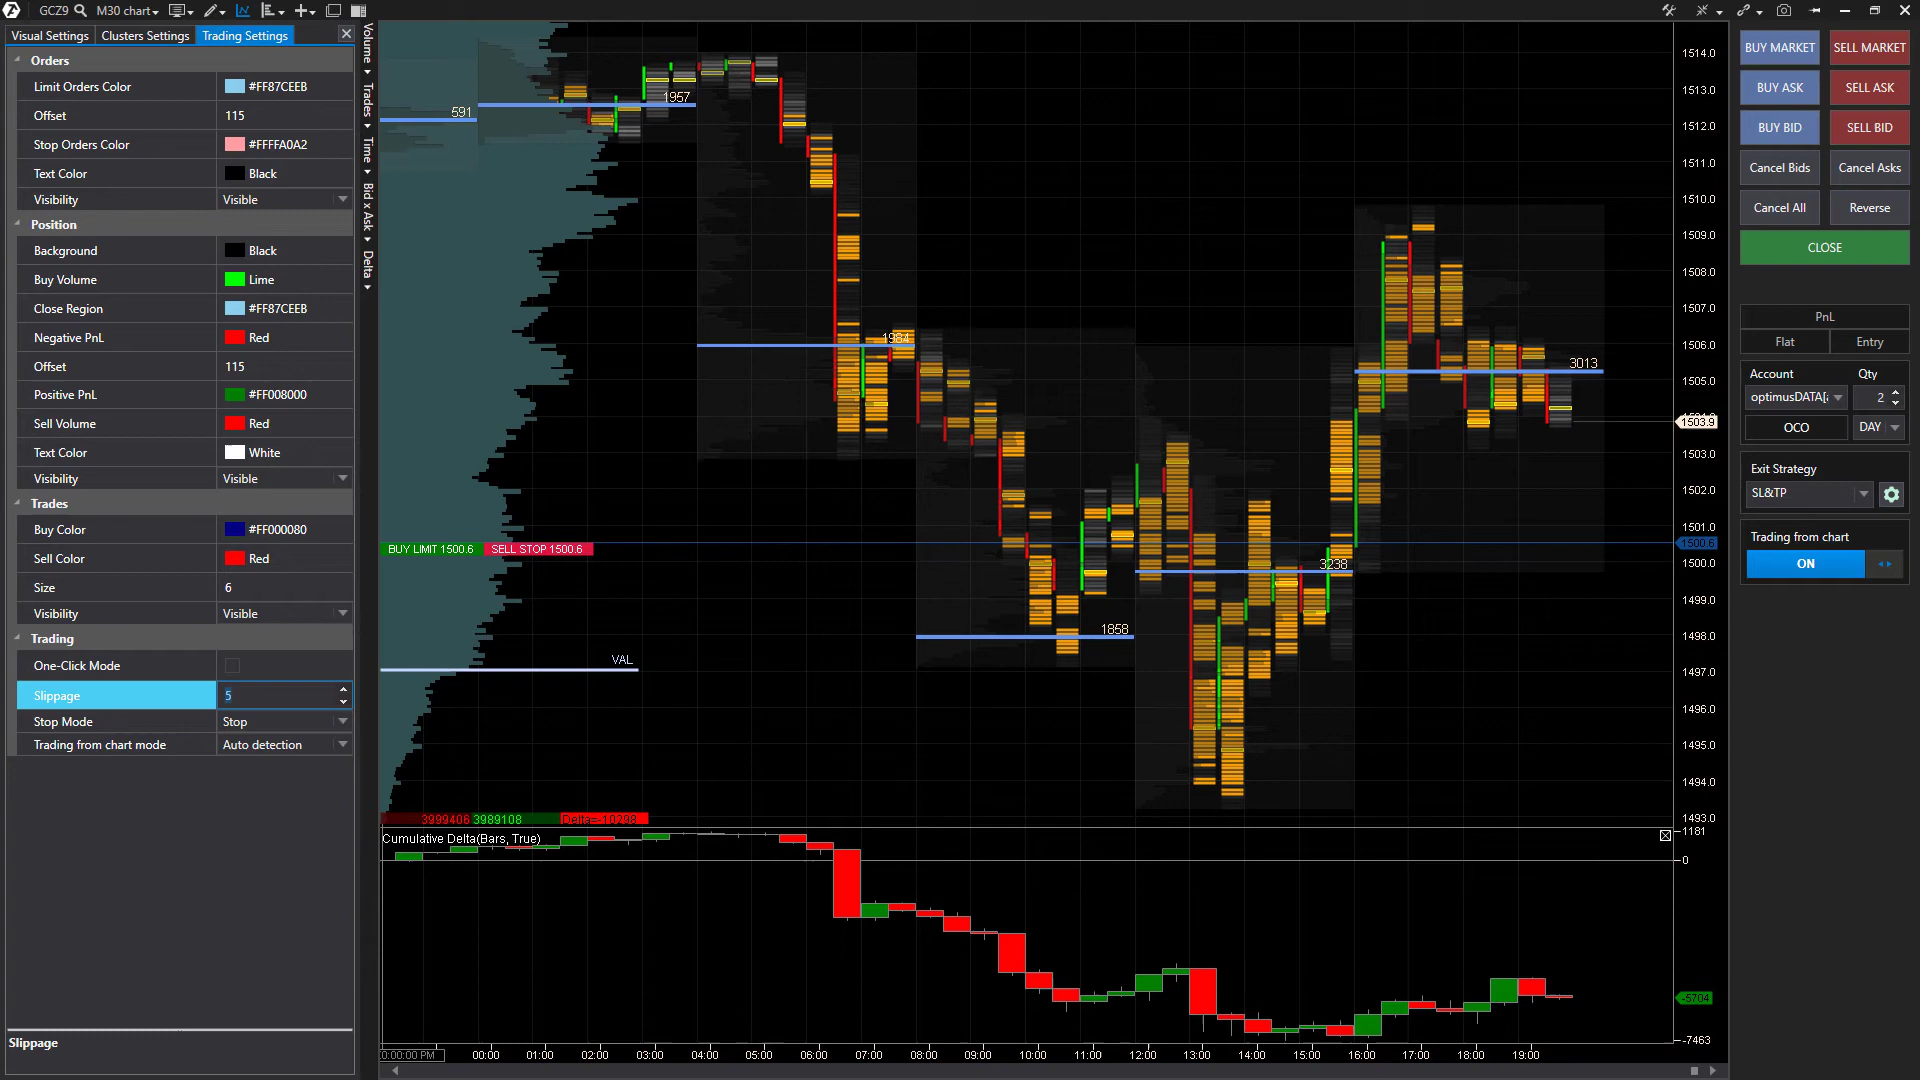 GCZ9 M30 chart
Visual Settings Clusters Settings Trading Settings
Orders
Limit Orders Color #FF87CEEB
Offset 115
Stop Orders Color #FFFFA0A2
Text Color Black
Visibility Visible
Position
Background Black
Buy Volume Lime
Close Region #FF87CEEB
Negative PnL Red
Offset 115
Positive PnL #FF008000
Sell Volume Red
Text Color White
Visibility Visible
Trades
Buy Color #FF000080
Sell Color Red
Size 6
Visibility Visible
Trading
One-Click Mode
Slippage 5
Stop Mode Stop
Trading from chart mode Auto detection
Slippage
Volume
Trades
Time
Bid x Ask
Delta
591
1957
1984
1858
3238
3013
BUY LIMIT 1500.6 SELL STOP 1500.6
VAL
3999406 3989108 Delta=-10298
Cumulative Delta(Bars, True)
1514.0
1513.0
1512.0
1511.0
1510.0
1509.0
1508.0
1507.0
1506.0
1505.0
1503.9
1503.0
1502.0
1501.0
1500.6
1500.0
1499.0
1498.0
1497.0
1496.0
1495.0
1494.0
1493.0
1181
0
-5704
-7463
0:00:00 PM 00:00 01:00 02:00 03:00 04:00 05:00 06:00 07:00 08:00 09:00 10:00 11:00 12:00 13:00 14:00 15:00 16:00 17:00 18:00 19:00
BUY MARKET SELL MARKET
BUY ASK SELL ASK
BUY BID SELL BID
Cancel Bids Cancel Asks
Cancel All Reverse
CLOSE
PnL
Flat Entry
Account Qty
optimusDATA[ 2
OCO DAY
Exit Strategy
SL&TP
Trading from chart
ON